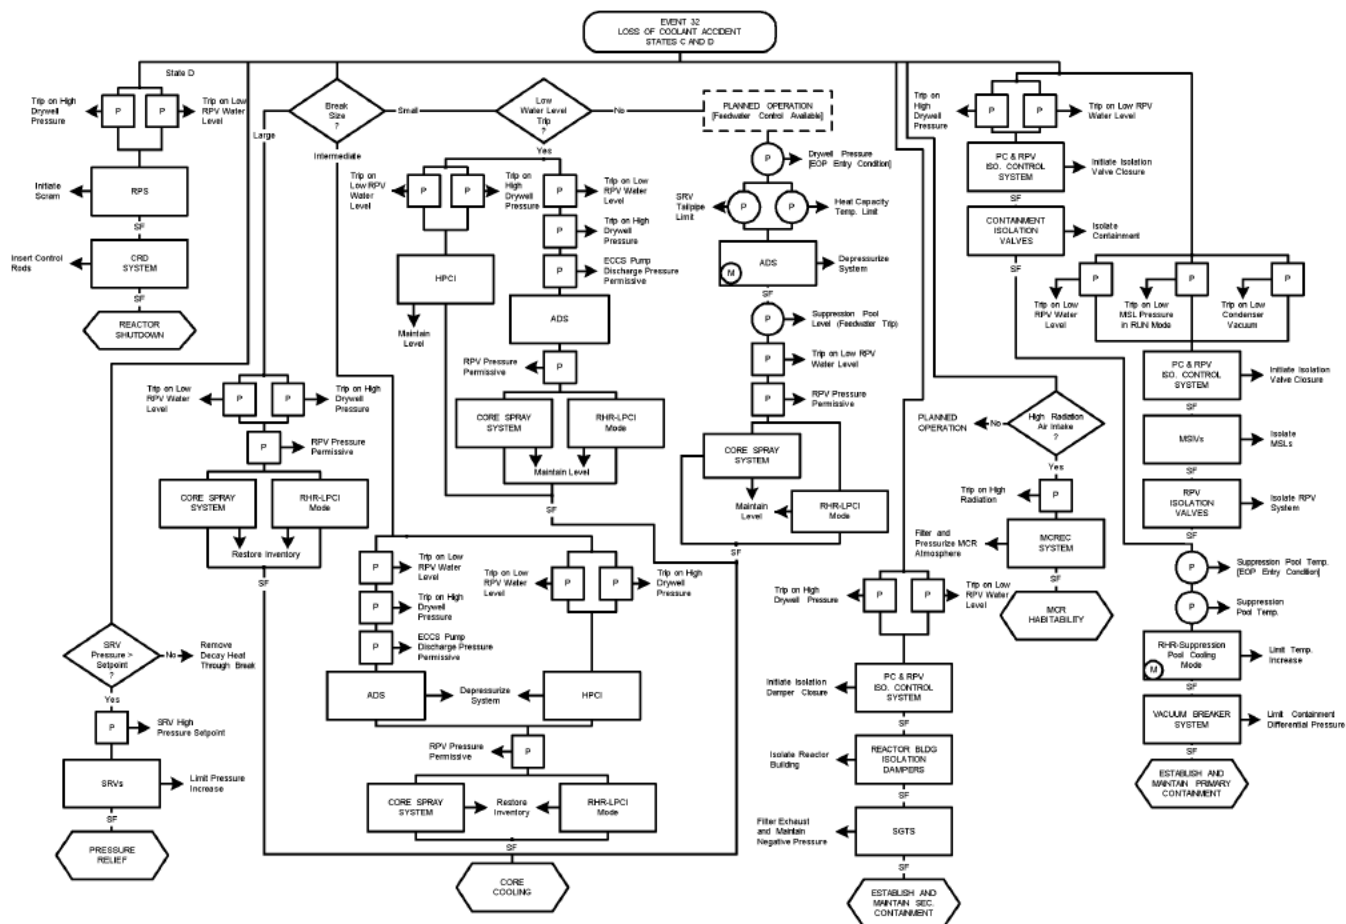 EVENT 32
LOSS OF COOLANT ACCIDENT
STATES C AND D
State D
Trip on High
Drywell
Pressure
P
P
Trip on Low
RPV Water
Level
Initiate
Scram
RPS
SF
Insert Control
Rods
CRD
SYSTEM
SF
REACTOR
SHUTDOWN
SRV
Pressure >
Setpoint
?
No
Remove
Decay Heat
Through Break
Yes
P
SRV High
Pressure Setpoint
SRVs
Limit Pressure
Increase
SF
PRESSURE
RELIEF
Break
Size
?
Large
Small
Intermediate
Trip on Low
RPV Water
Level
P
P
Trip on High
Drywell
Pressure
P
RPV Pressure
Permissive
CORE SPRAY
SYSTEM
RHR-LPCI
Mode
Restore Inventory
SF
Low
Water Level
Trip
?
No
Yes
Trip on
Low RPV
Water
Level
P
P
Trip on
High
Drywell
Pressure
HPCI
Maintain
Level
P
Trip on Low
RPV Water
Level
P
Trip on High
Drywell
Pressure
P
ECCS Pump
Discharge Pressure
Permissive
ADS
RPV Pressure
Permissive
P
CORE SPRAY
SYSTEM
RHR-LPCI
Mode
Maintain Level
SF
P
Trip on Low
RPV Water
Level
P
Trip on High
Drywell
Pressure
P
ECCS Pump
Discharge Pressure
Permissive
Trip on Low
RPV Water
Level
P
P
Trip on High
Drywell
Pressure
ADS
Depressurize
System
HPCI
RPV Pressure
Permissive
P
CORE SPRAY
SYSTEM
Restore
Inventory
RHR-LPCI
Mode
SF
CORE
COOLING
PLANNED OPERATION
[Feedwater Control Available]
P
Drywell Pressure
[EOP Entry Condition]
SRV
Tailpipe
Limit
P
P
Heat Capacity
Temp. Limit
ADS
M
Depressurize
System
SF
P
Suppression Pool
Level (Feedwater Trip)
P
Trip on Low RPV
Water Level
P
RPV Pressure
Permissive
CORE SPRAY
SYSTEM
Maintain
Level
RHR-LPCI
Mode
SF
Trip on High
Drywell Pressure
P
P
Trip on Low
RPV Water
Level
Initiate Isolation
Damper Closure
PC & RPV
ISO. CONTROL
SYSTEM
SF
Isolate Reactor
Building
REACTOR BLDG
ISOLATION
DAMPERS
SF
Filter Exhaust
and Maintain
Negative Pressure
SGTS
SF
ESTABLISH AND
MAINTAIN SEC.
CONTAINMENT
PLANNED
OPERATION
No
High Radiation
Air Intake
?
Yes
Trip on High
Radiation
P
Filter and
Pressurize MCR
Atmosphere
MCREC
SYSTEM
SF
MCR
HABITABILITY
Trip on
High
Drywell
Pressure
P
P
Trip on Low RPV
Water Level
PC & RPV
ISO. CONTROL
SYSTEM
Initiate Isolation
Valve Closure
SF
CONTAINMENT
ISOLATION
VALVES
Isolate
Containment
SF
P
P
P
Trip on Low
RPV Water
Level
Trip on Low
MSL Pressure
in RUN Mode
Trip on Low
Condenser
Vacuum
PC & RPV
ISO. CONTROL
SYSTEM
Initiate Isolation
Valve Closure
SF
MSIVs
Isolate
MSLs
SF
RPV
ISOLATION
VALVES
Isolate RPV
System
SF
P
Suppression Pool Temp.
[EOP Entry Condition]
P
Suppression
Pool Temp.
RHR-Suppression
Pool Cooling
Mode
M
Limit Temp.
Increase
SF
VACUUM BREAKER
SYSTEM
Limit Containment
Differential Pressure
SF
ESTABLISH AND
MAINTAIN PRIMARY
CONTAINMENT